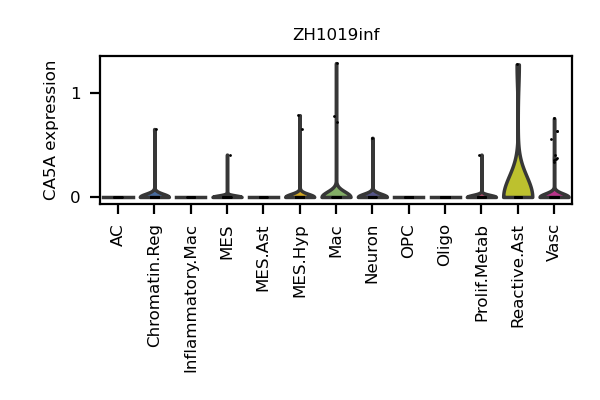 ZH1019inf
CA5A expression
1
0
AC
Chromatin.Reg
Inflammatory.Mac
MES
MES.Ast
MES.Hyp
Mac
Neuron
OPC
Oligo
Prolif.Metab
Reactive.Ast
Vasc